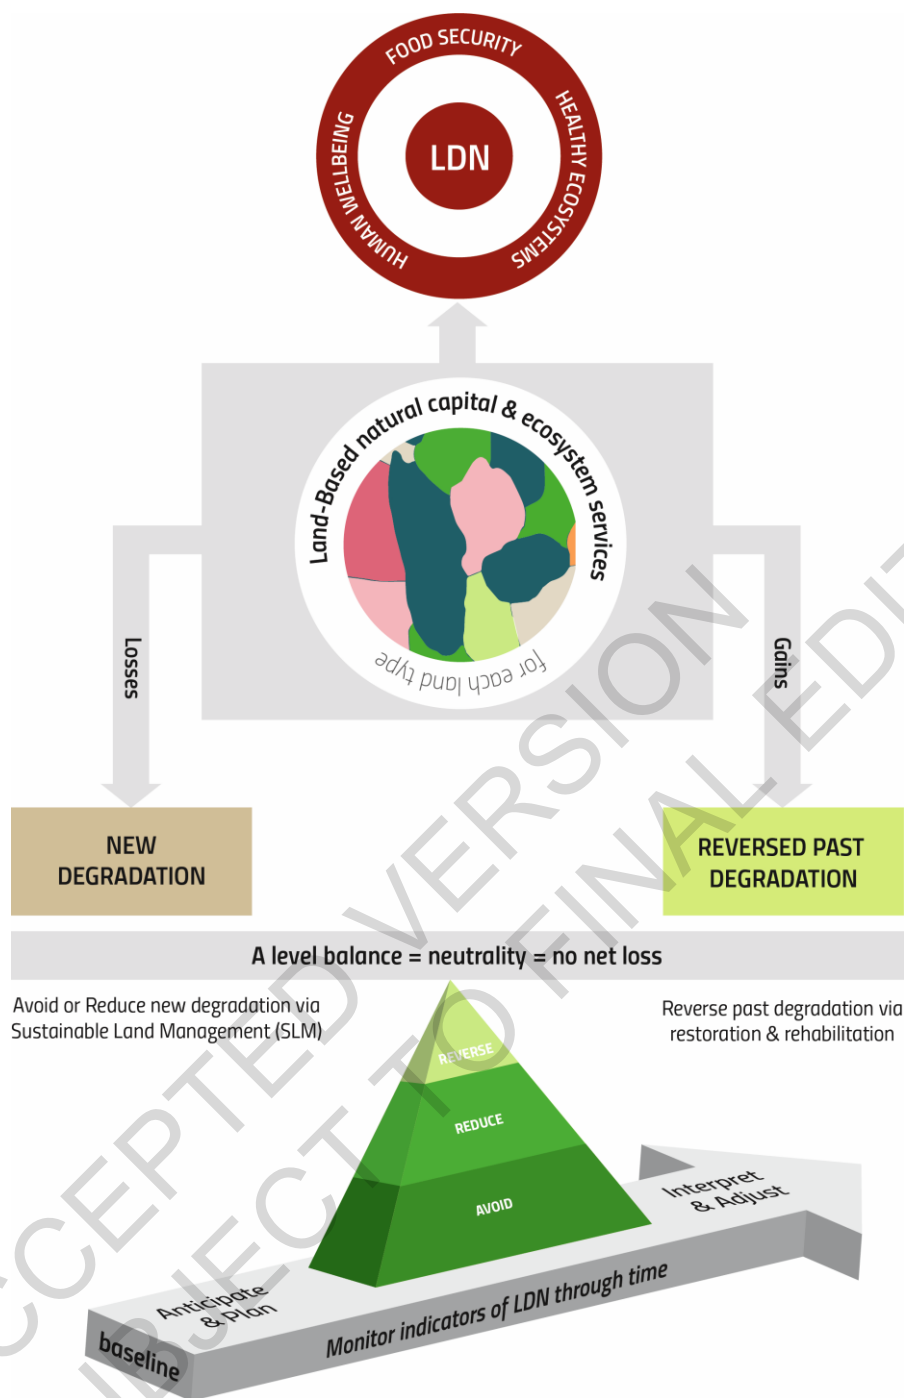 FOOD SECURITY
HUMAN WELLBEING
HEALTHY ECOSYSTEMS
LDN
Land-Based natural capital & ecosystem services
for each land type
Losses
Gains
NEW
DEGRADATION
REVERSED PAST
DEGRADATION
A level balance = neutrality = no net loss
Avoid or Reduce new degradation via
Sustainable Land Management (SLM)
Reverse past degradation via
restoration & rehabilitation
REVERSE
REDUCE
AVOID
Interpret
& Adjust
Anticipate
& Plan
Monitor indicators of LDN through time
baseline
CCEPTED VERSION
BJECT TO FINAL EDIT